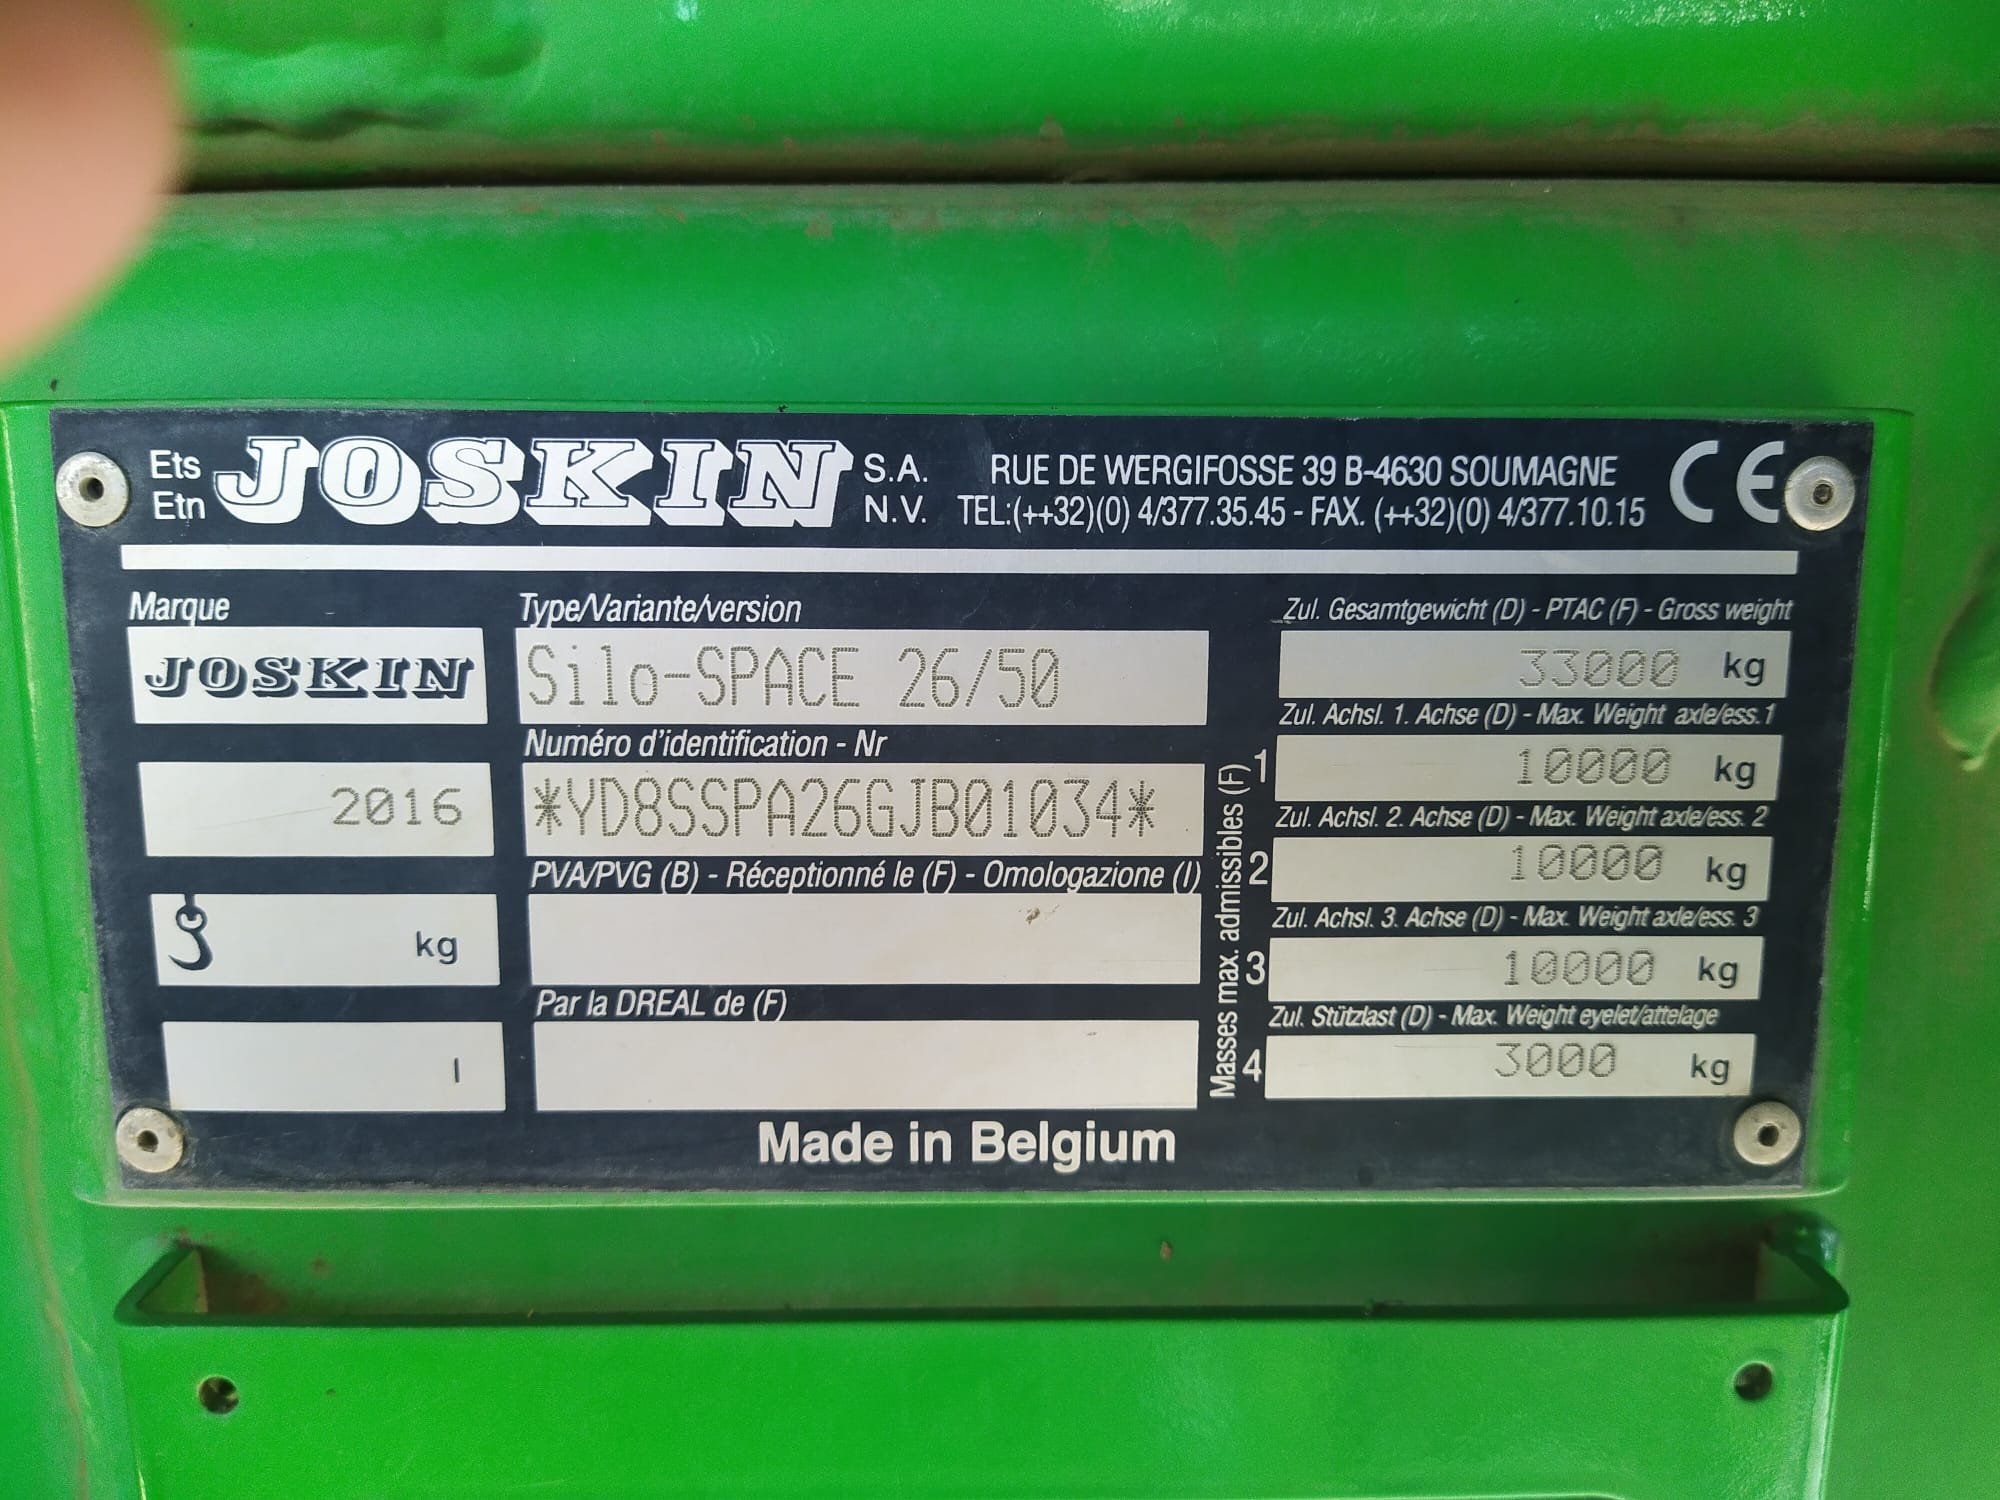 Ets JOSKIN S.A. RUE DE WERGIFOSSE 39 B-4630 SOUMAGNE CE
Etn N.V. TEL:(++32)(0) 4/377.35.45 - FAX. (++32)(0) 4/377.10.15
Marque
JOSKIN
2016
kg
l
Type/Variante/version
Silo-SPACE 26/50
Numéro d'identification - Nr
*YD8SSPA26GJB01034*
PVA/PVG (B) - Réceptionné le (F) - Omologazione (I)
Par la DREAL de (F)
Masses max. admissibles (F)
Zul. Gesamtgewicht (D) - PTAC (F) - Gross weight
33000 kg
Zul. Achsl. 1. Achse (D) - Max. Weight axle/ess.1
1 10000 kg
Zul. Achsl. 2. Achse (D) - Max. Weight axle/ess. 2
2 10000 kg
Zul. Achsl. 3. Achse (D) - Max. Weight axle/ess. 3
3 10000 kg
Zul. Stützlast (D) - Max. Weight eyelet/attelage
4 3000 kg
Made in Belgium